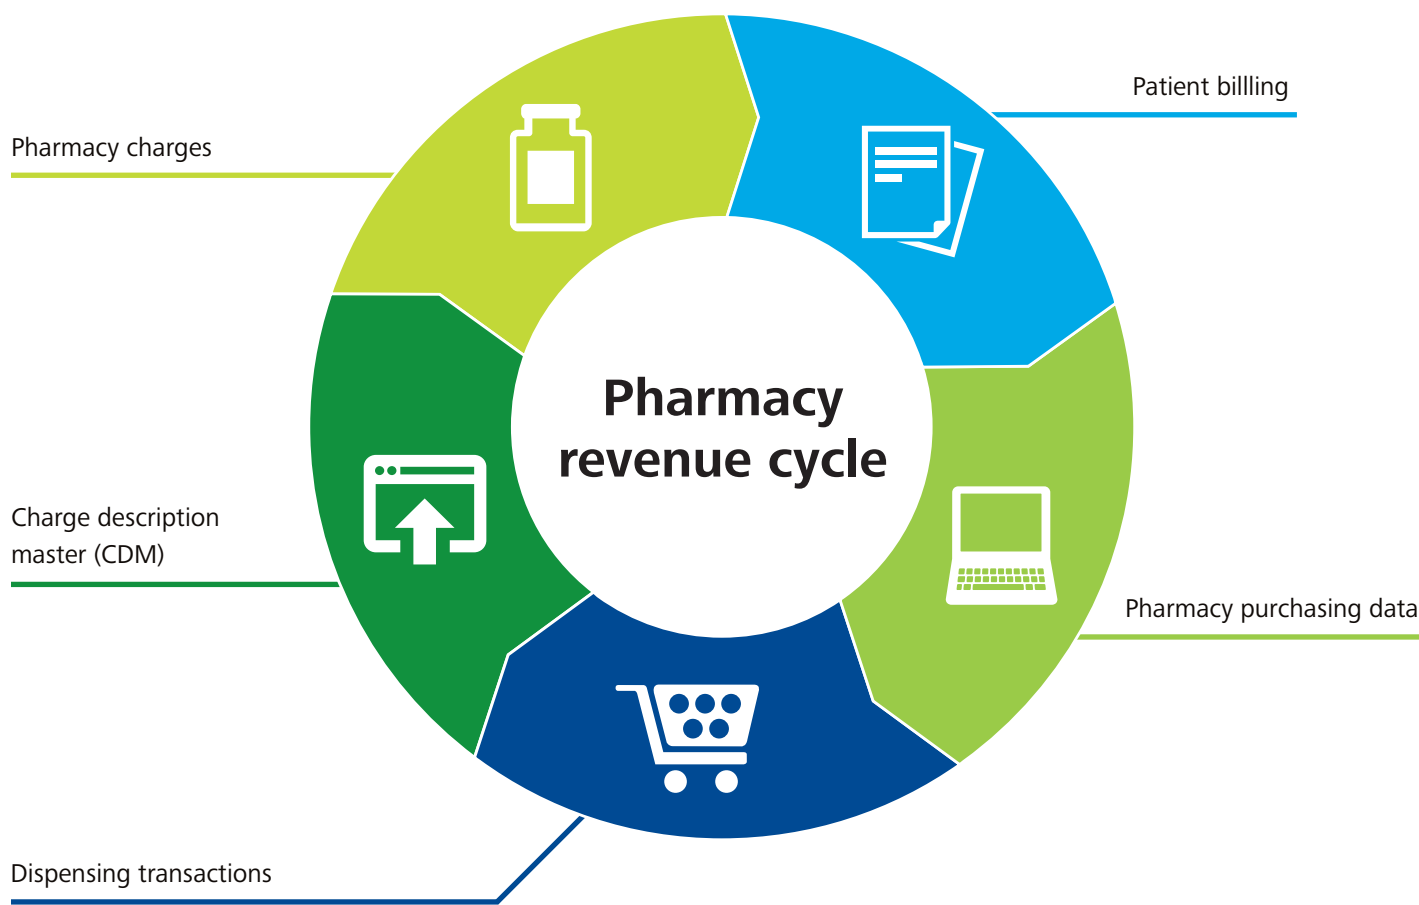 Patient billling
Pharmacy charges
Pharmacy
revenue cycle
Charge description
master (CDM)
Pharmacy purchasing data
Dispensing transactions